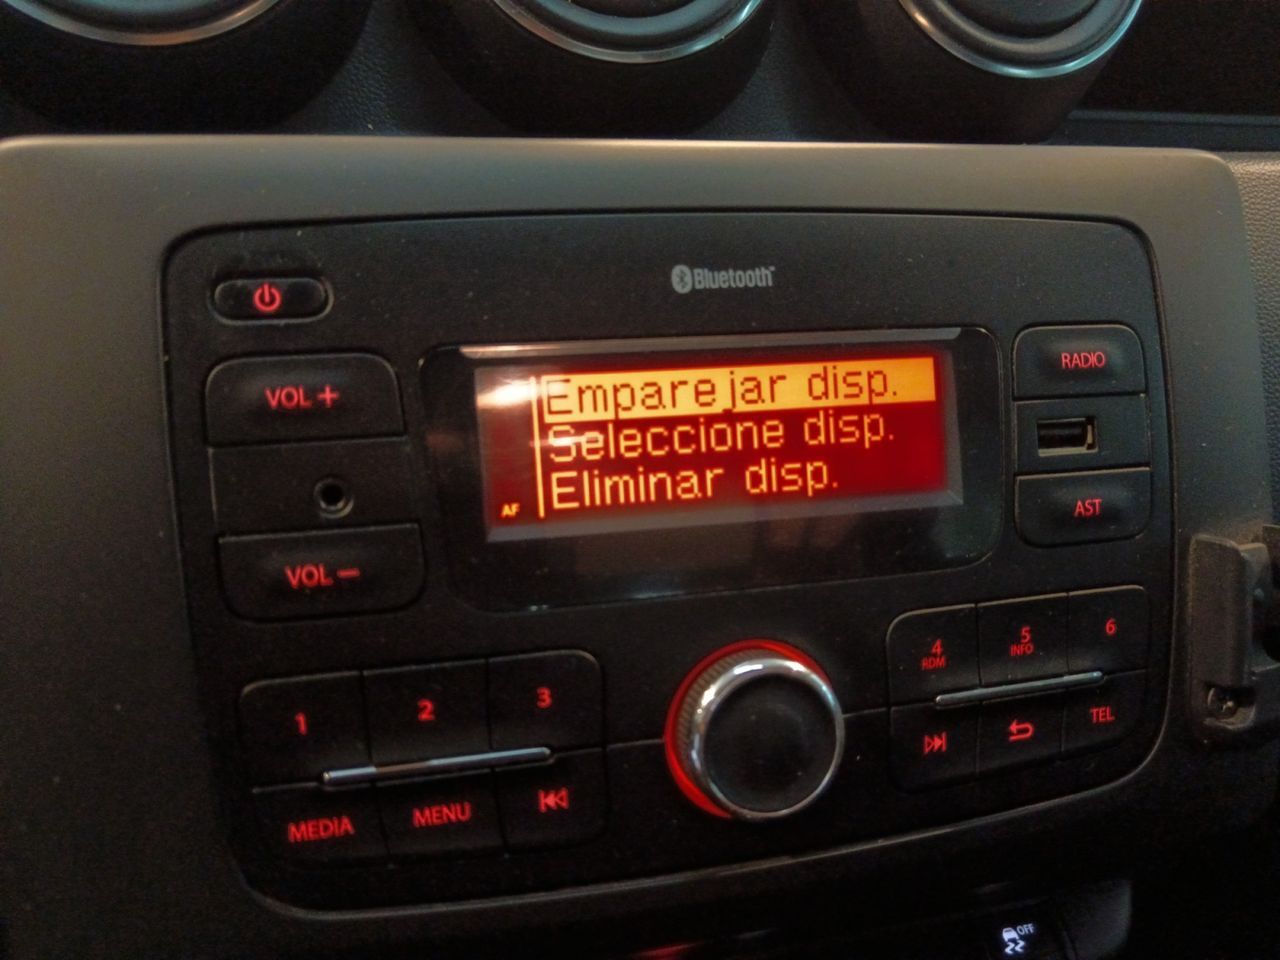 Bluetooth
VOL +
VOL −
Emparejar disp.
Seleccione disp.
Eliminar disp.
AF
RADIO
AST
1
2
3
MEDIA
MENU
4
RDM
5
INFO
6
TEL
OFF